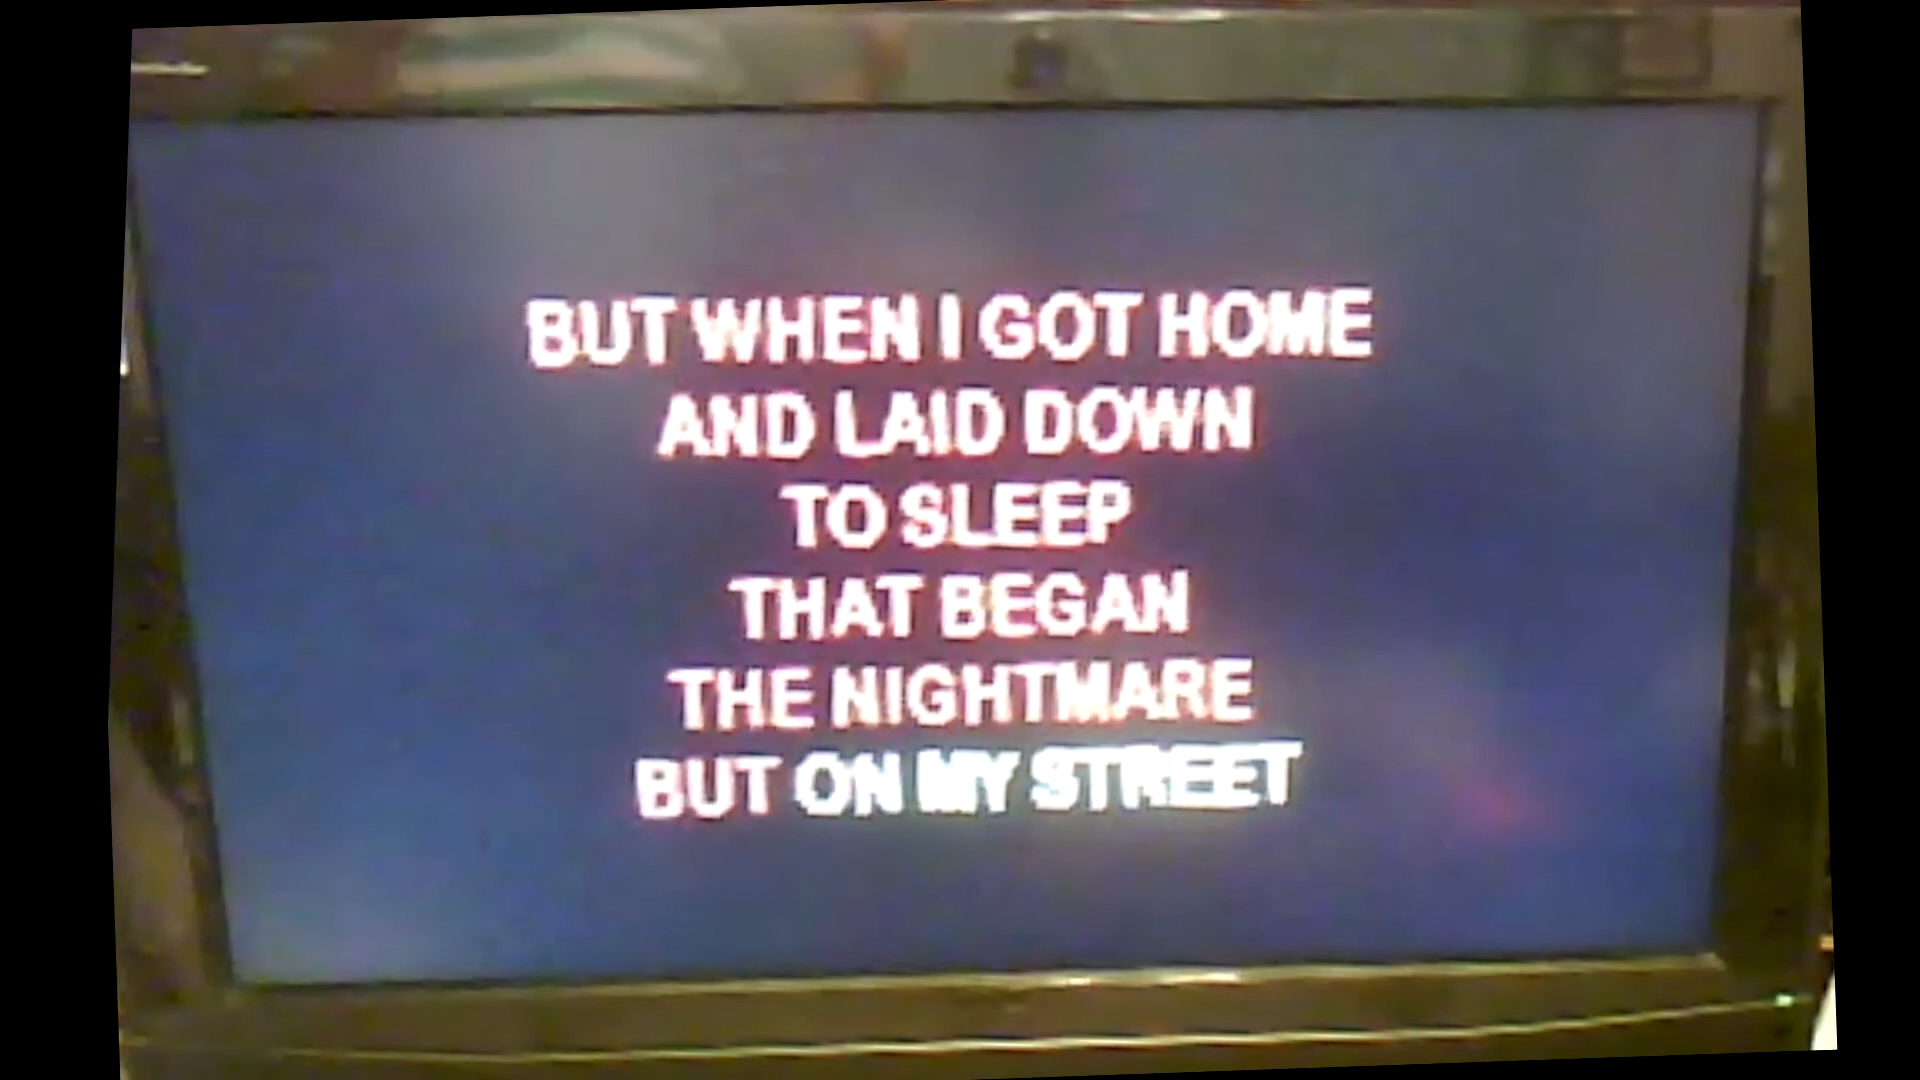 BUT WHEN I GOT HOME
AND LAID DOWN
TO SLEEP
THAT BEGAN
THE NIGHTMARE
BUT ON MY STREET